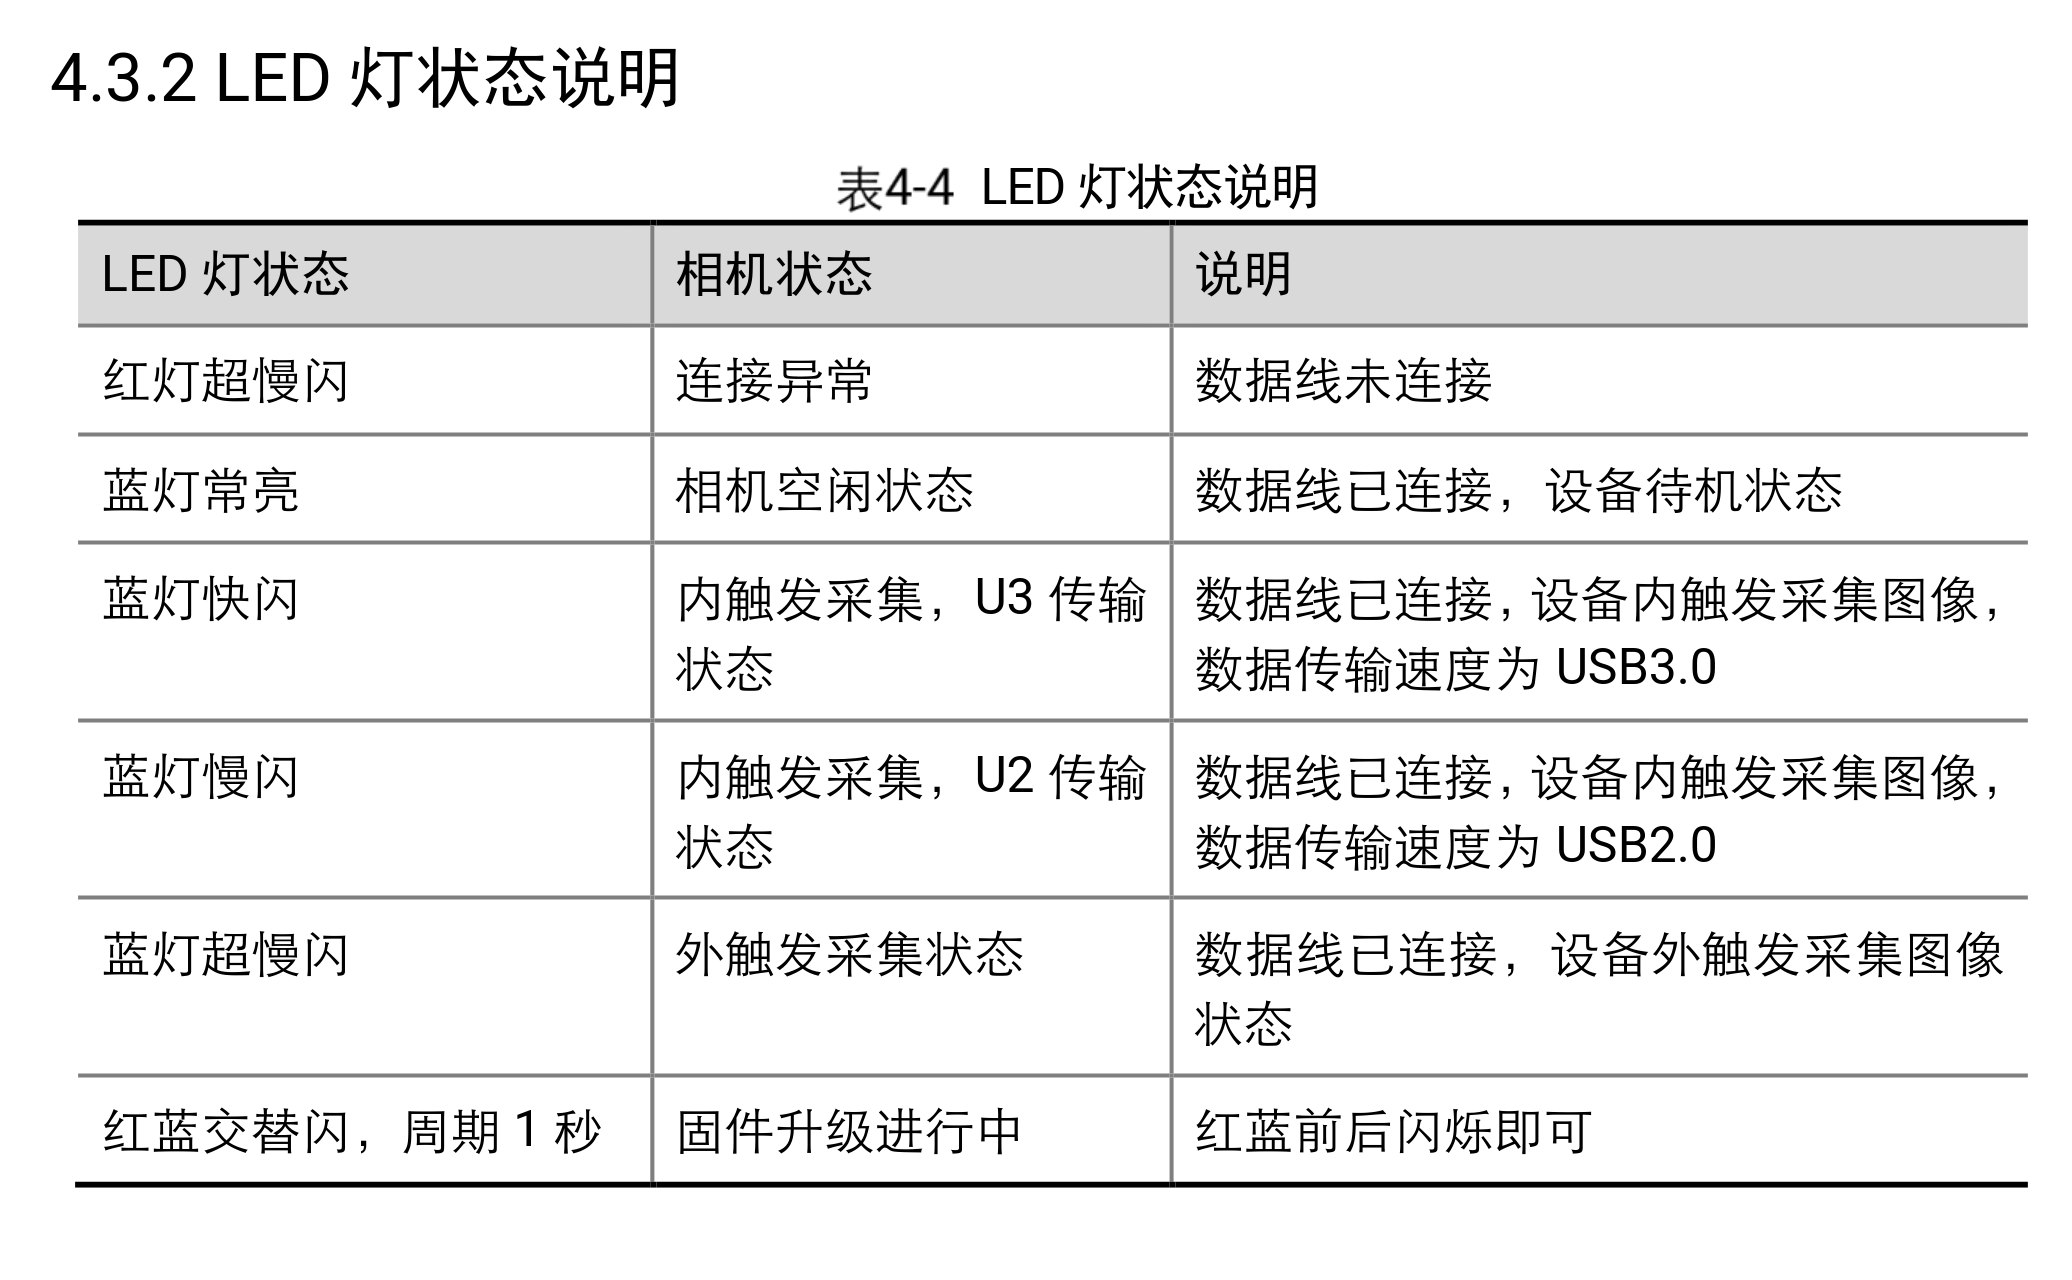 4.3.2 LED 灯状态说明
表4-4 LED 灯状态说明
LED 灯状态 相机状态 说明
红灯超慢闪 连接异常 数据线未连接
蓝灯常亮 相机空闲状态 数据线已连接，设备待机状态
蓝灯快闪 内触发采集，U3 传输 数据线已连接，设备内触发采集图像，
状态 数据传输速度为 USB3.0
蓝灯慢闪 内触发采集，U2 传输 数据线已连接，设备内触发采集图像，
状态 数据传输速度为 USB2.0
蓝灯超慢闪 外触发采集状态 数据线已连接，设备外触发采集图像
状态
红蓝交替闪，周期 1 秒 固件升级进行中 红蓝前后闪烁即可